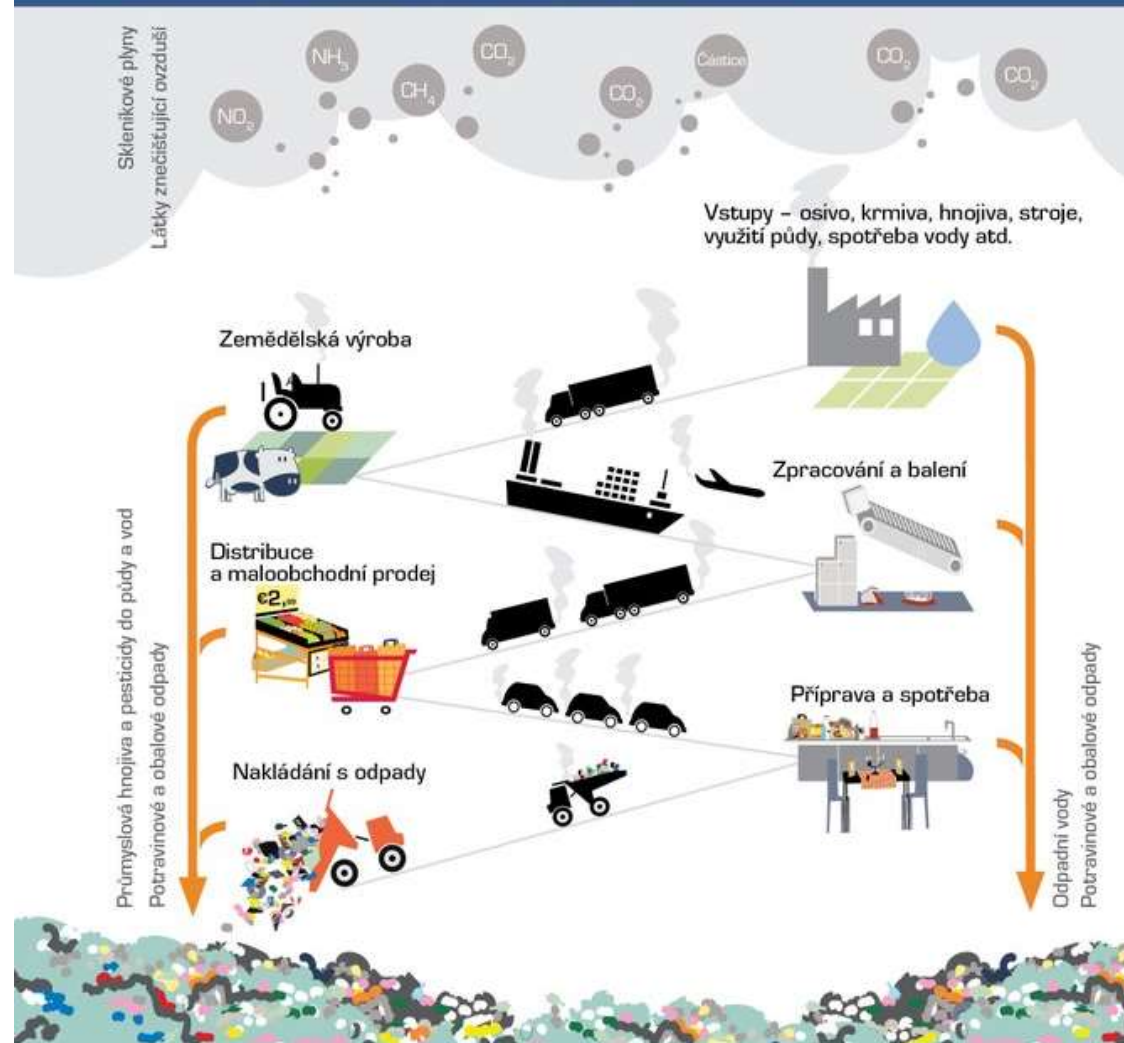 Skleníkové plyny
Látky znečišťující ovzduší
NO₂
NH₃
CH₄
CO₂
CO₂
Částice
CO₂
CO₂
Vstupy – osivo, krmiva, hnojiva, stroje,
využití půdy, spotřeba vody atd.
Zemědělská výroba
Zpracování a balení
Distribuce
a maloobchodní prodej
€2,
Příprava a spotřeba
Nakládání s odpady
Průmyslová hnojiva a pesticidy do půdy a vod
Potravinové a obalové odpady
Odpadní vody
Potravinové a obalové odpady